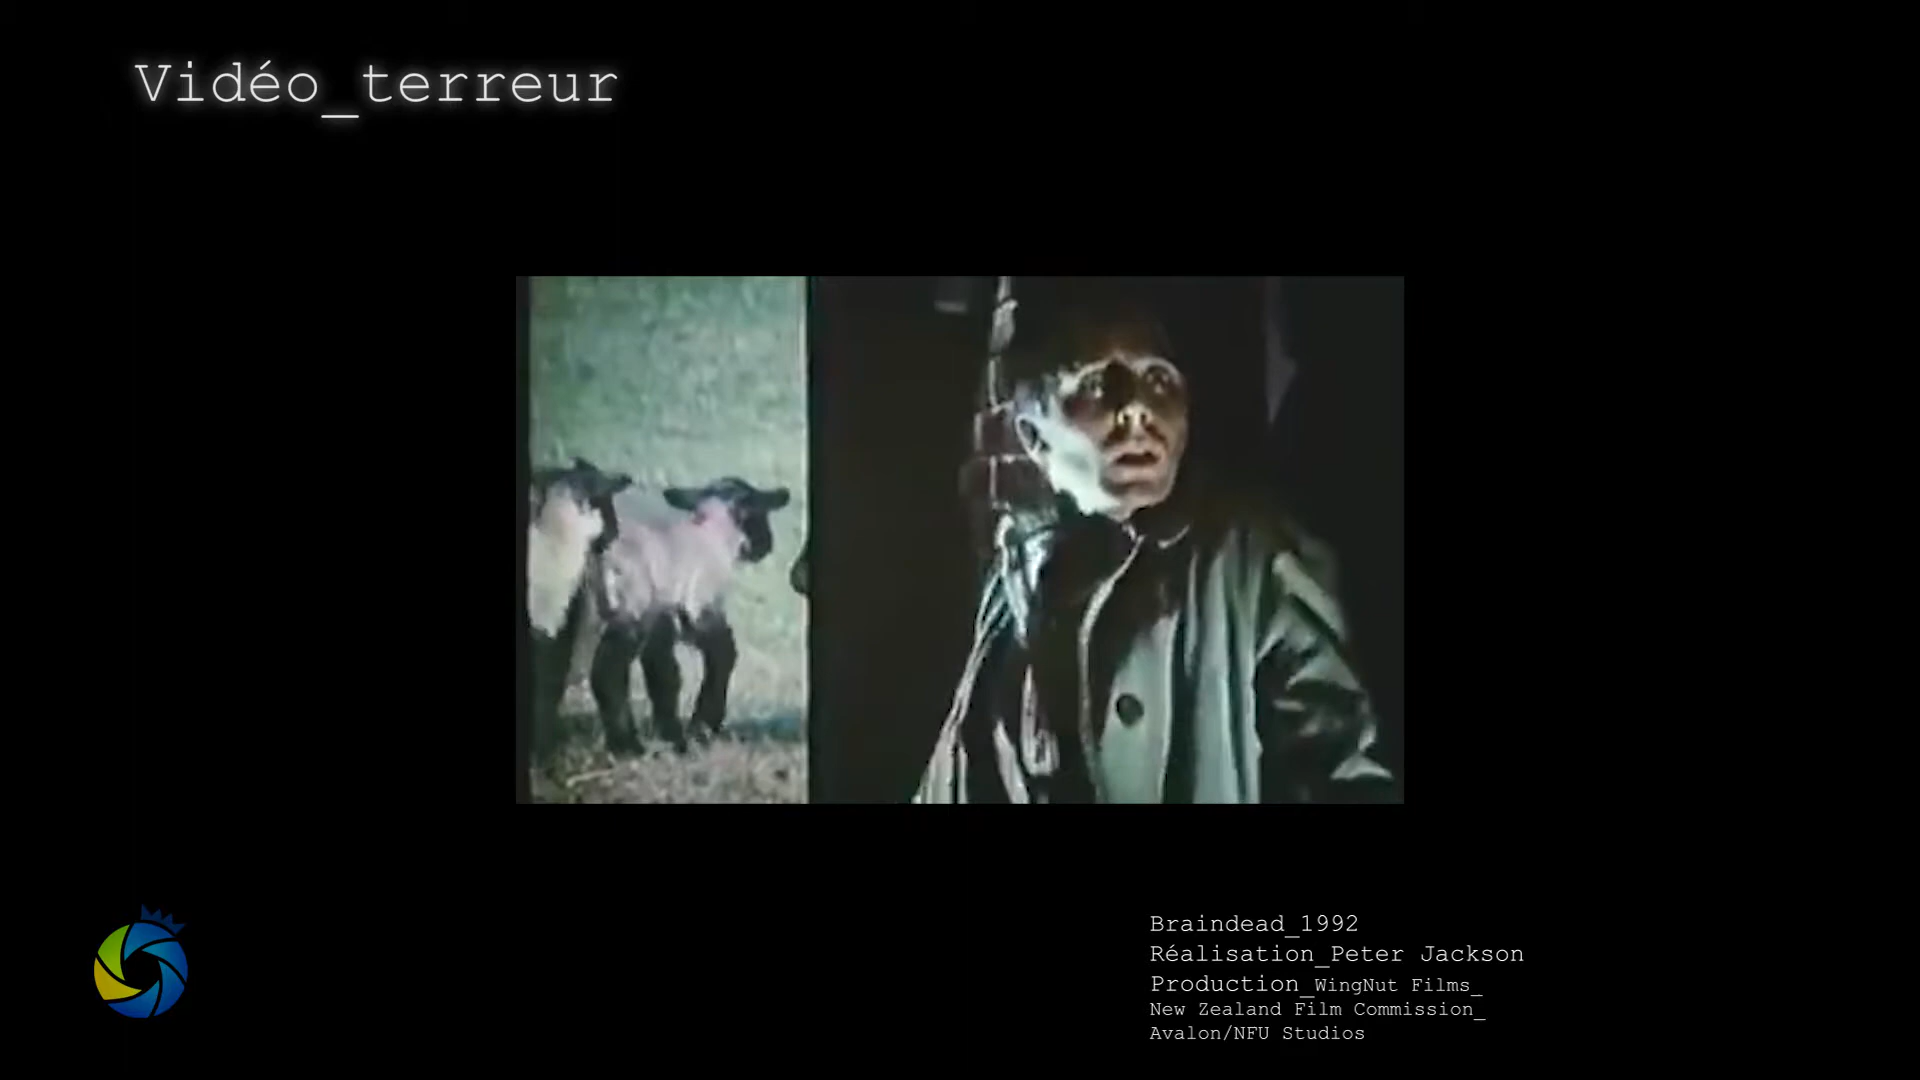 Vidéo_terreur
Braindead_1992
Réalisation_Peter Jackson
Production_WingNut Films_
New Zealand Film Commission_
Avalon/NFU Studios